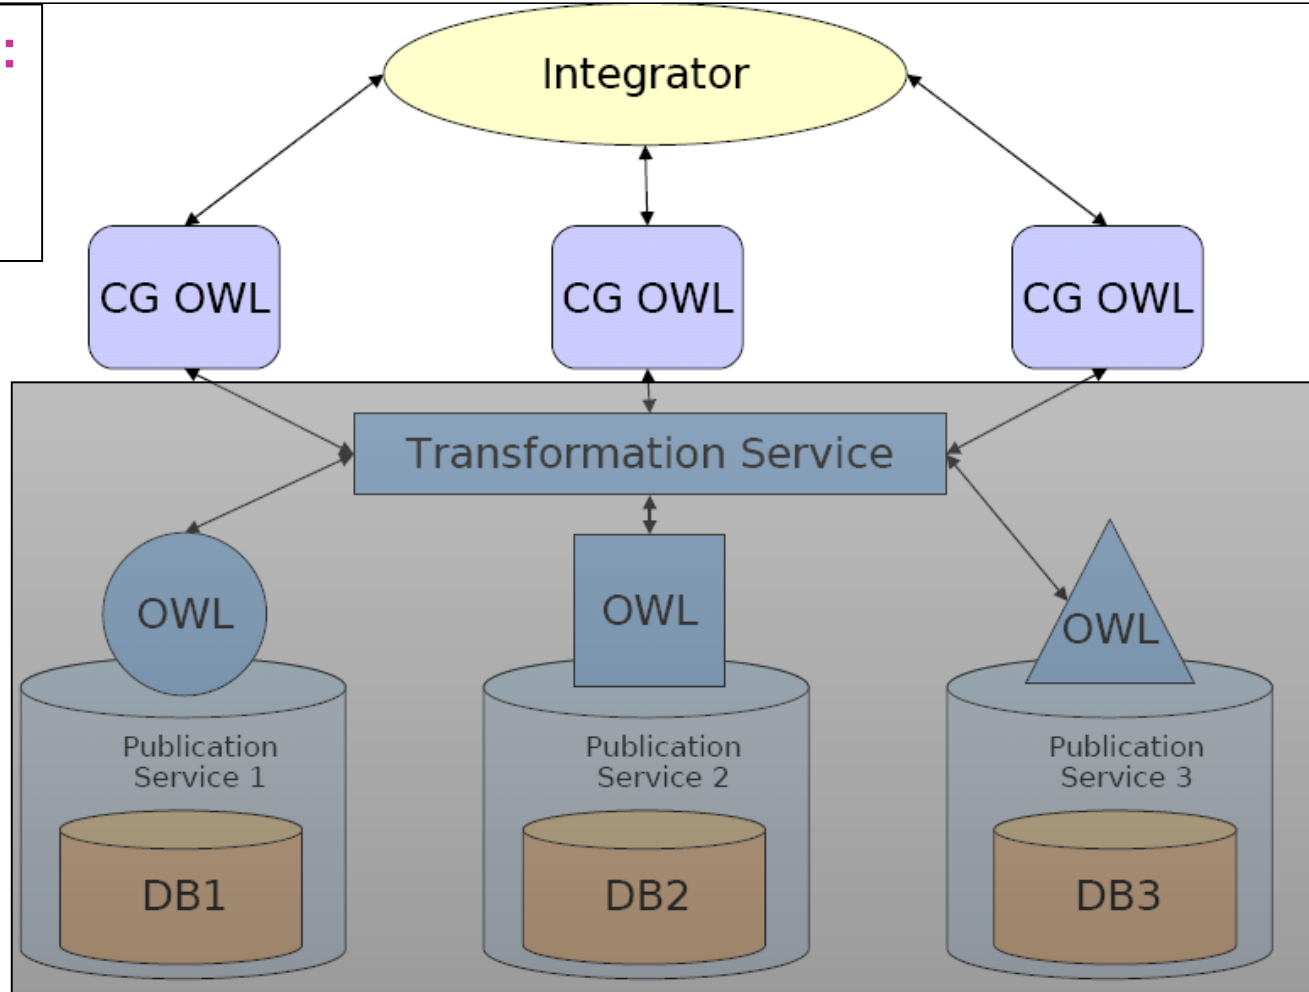 :
Integrator
CG OWL
CG OWL
CG OWL
Transformation Service
OWL
OWL
OWL
Publication
Service 1
Publication
Service 2
Publication
Service 3
DB1
DB2
DB3